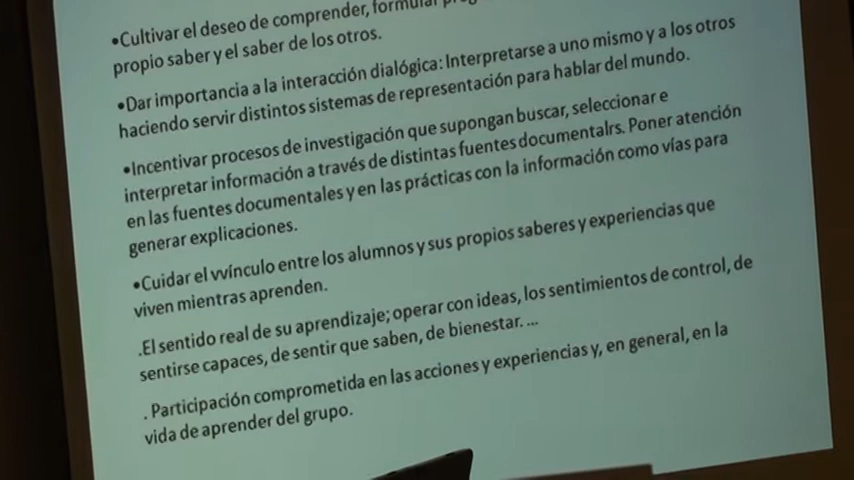 •Cultivar el deseo de comprender, formular
propio saber y el saber de los otros.
•Dar importancia a la interacción dialógica: Interpretarse a uno mismo y a los otros
haciendo servir distintos sistemas de representación para hablar del mundo.
•Incentivar procesos de investigación que supongan buscar, seleccionar e
interpretar información a través de distintas fuentes documentalrs. Poner atención
en las fuentes documentales y en las prácticas con la información como vías para
generar explicaciones.
•Cuidar el vvínculo entre los alumnos y sus propios saberes y experiencias que
viven mientras aprenden.
.El sentido real de su aprendizaje; operar con ideas, los sentimientos de control, de
sentirse capaces, de sentir que saben, de bienestar. ...
. Participación comprometida en las acciones y experiencias y, en general, en la
vida de aprender del grupo.